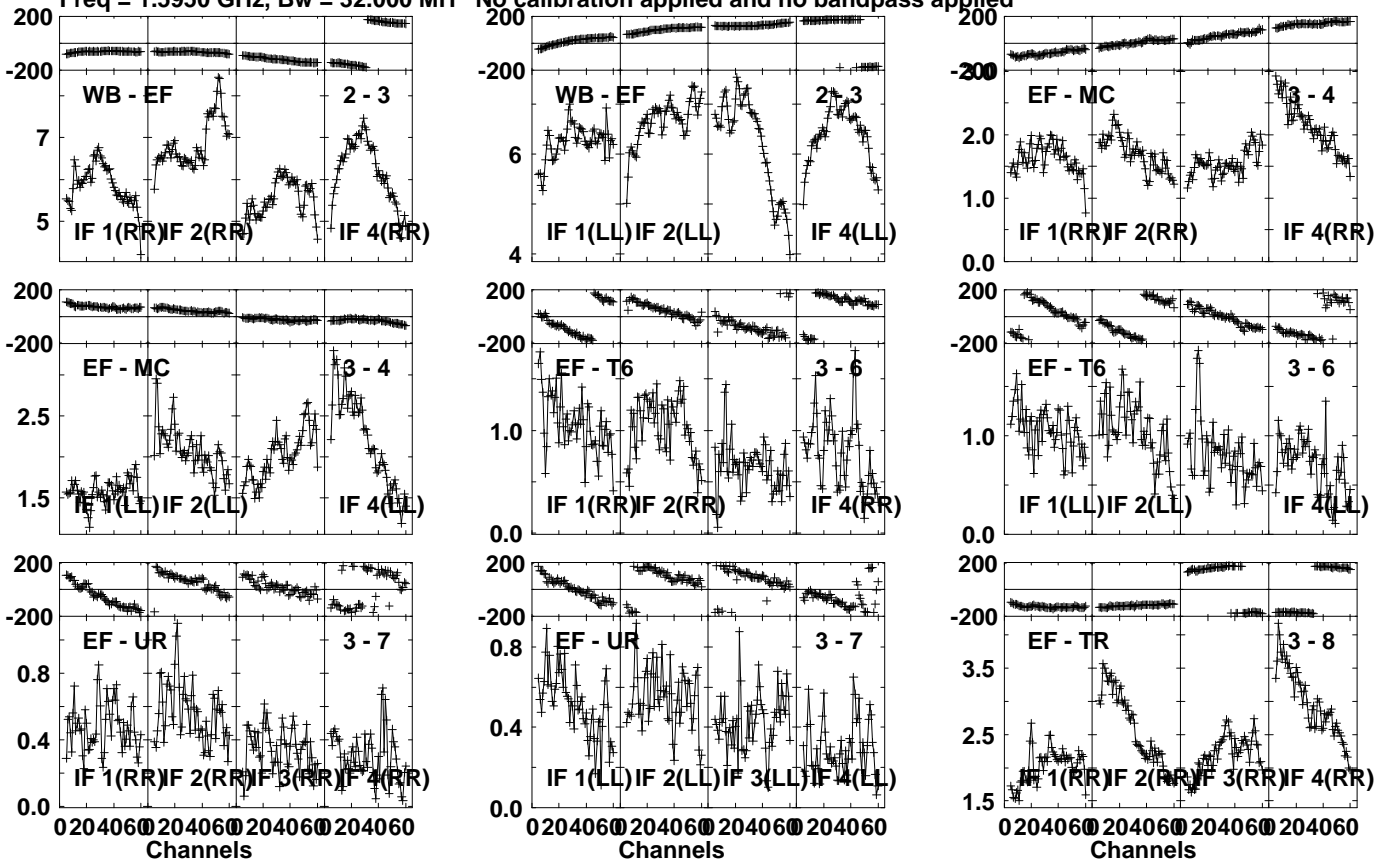 Freq = 1.5950 GHz, Bw = 32.000 MH No calibration applied and no bandpass applied
200
-200
WB - EF 2 - 3
7
5
IF 1(RR) IF 2(RR) IF 4(RR)
WB - EF 2 - 3
6
4
IF 1(LL) IF 2(LL) IF 4(LL)
200
-200
3.0
EF - MC 3 - 4
2.0
1.0
0.0
IF 1(RR) IF 2(RR) IF 4(RR)
200
-200
EF - MC 3 - 4
2.5
1.5
IF 1(LL) IF 2(LL) IF 4(LL)
200
-200
EF - T6 3 - 6
1.0
0.0
IF 1(RR) IF 2(RR) IF 4(RR)
200
-200
EF - T6 3 - 6
1.0
0.0
IF 1(LL) IF 2(LL) IF 4(LL)
200
-200
EF - UR 3 - 7
0.8
0.4
0.0
IF 1(RR) IF 2(RR) IF 3(RR) IF 4(RR)
0 20 40 60 0 20 40 60 0 20 40 60 0 20 40 60
Channels
200
-200
EF - UR 3 - 7
0.8
0.4
0.0
IF 1(LL) IF 2(LL) IF 3(LL) IF 4(LL)
0 20 40 60 0 20 40 60 0 20 40 60 0 20 40 60
Channels
200
-200
EF - TR 3 - 8
3.5
2.5
1.5
IF 1(RR) IF 2(RR) IF 3(RR) IF 4(RR)
0 20 40 60 0 20 40 60 0 20 40 60 0 20 40 60
Channels